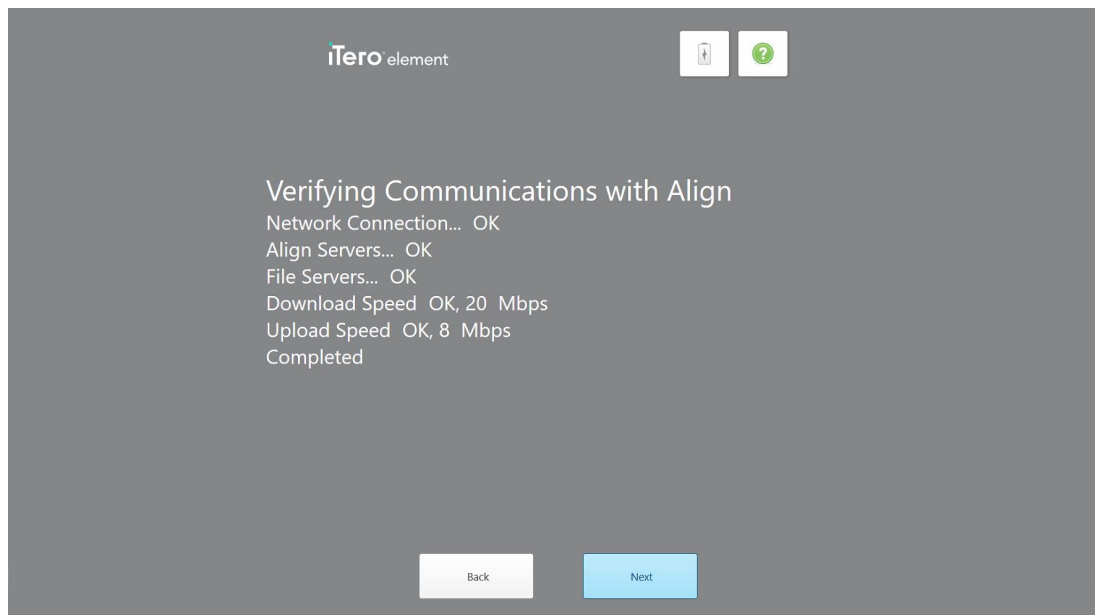 iTero element
?
Verifying Communications with Align
Network Connection... OK
Align Servers... OK
File Servers... OK
Download Speed OK, 20 Mbps
Upload Speed OK, 8 Mbps
Completed
Back
Next